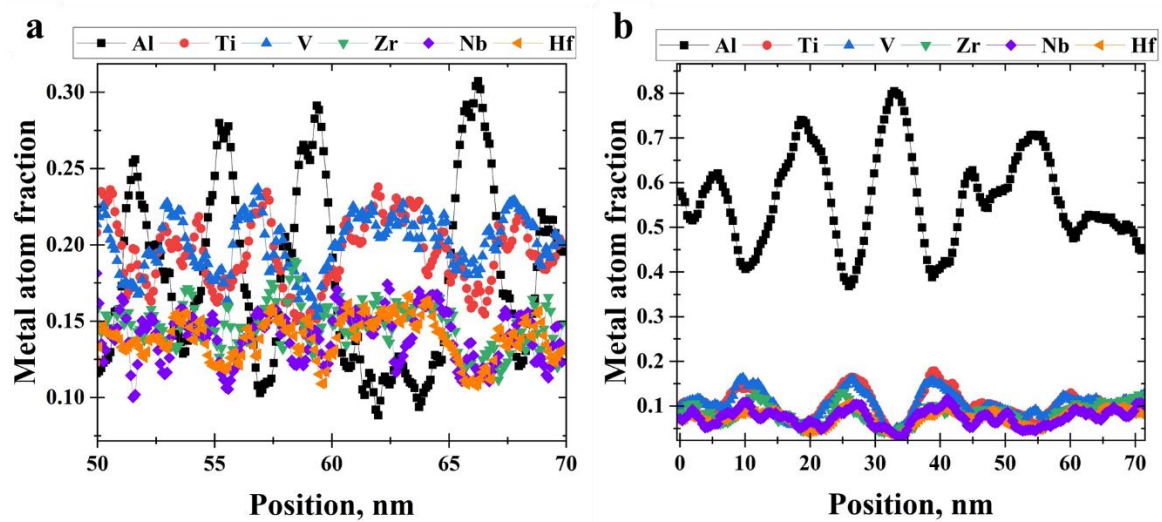 a
Al Ti V Zr Nb Hf
Metal atom fraction
0.30
0.25
0.20
0.15
0.10
50 55 60 65 70
Position, nm
b
Al Ti V Zr Nb Hf
Metal atom fraction
0.8
0.7
0.6
0.5
0.4
0.3
0.2
0.1
0 10 20 30 40 50 60 70
Position, nm